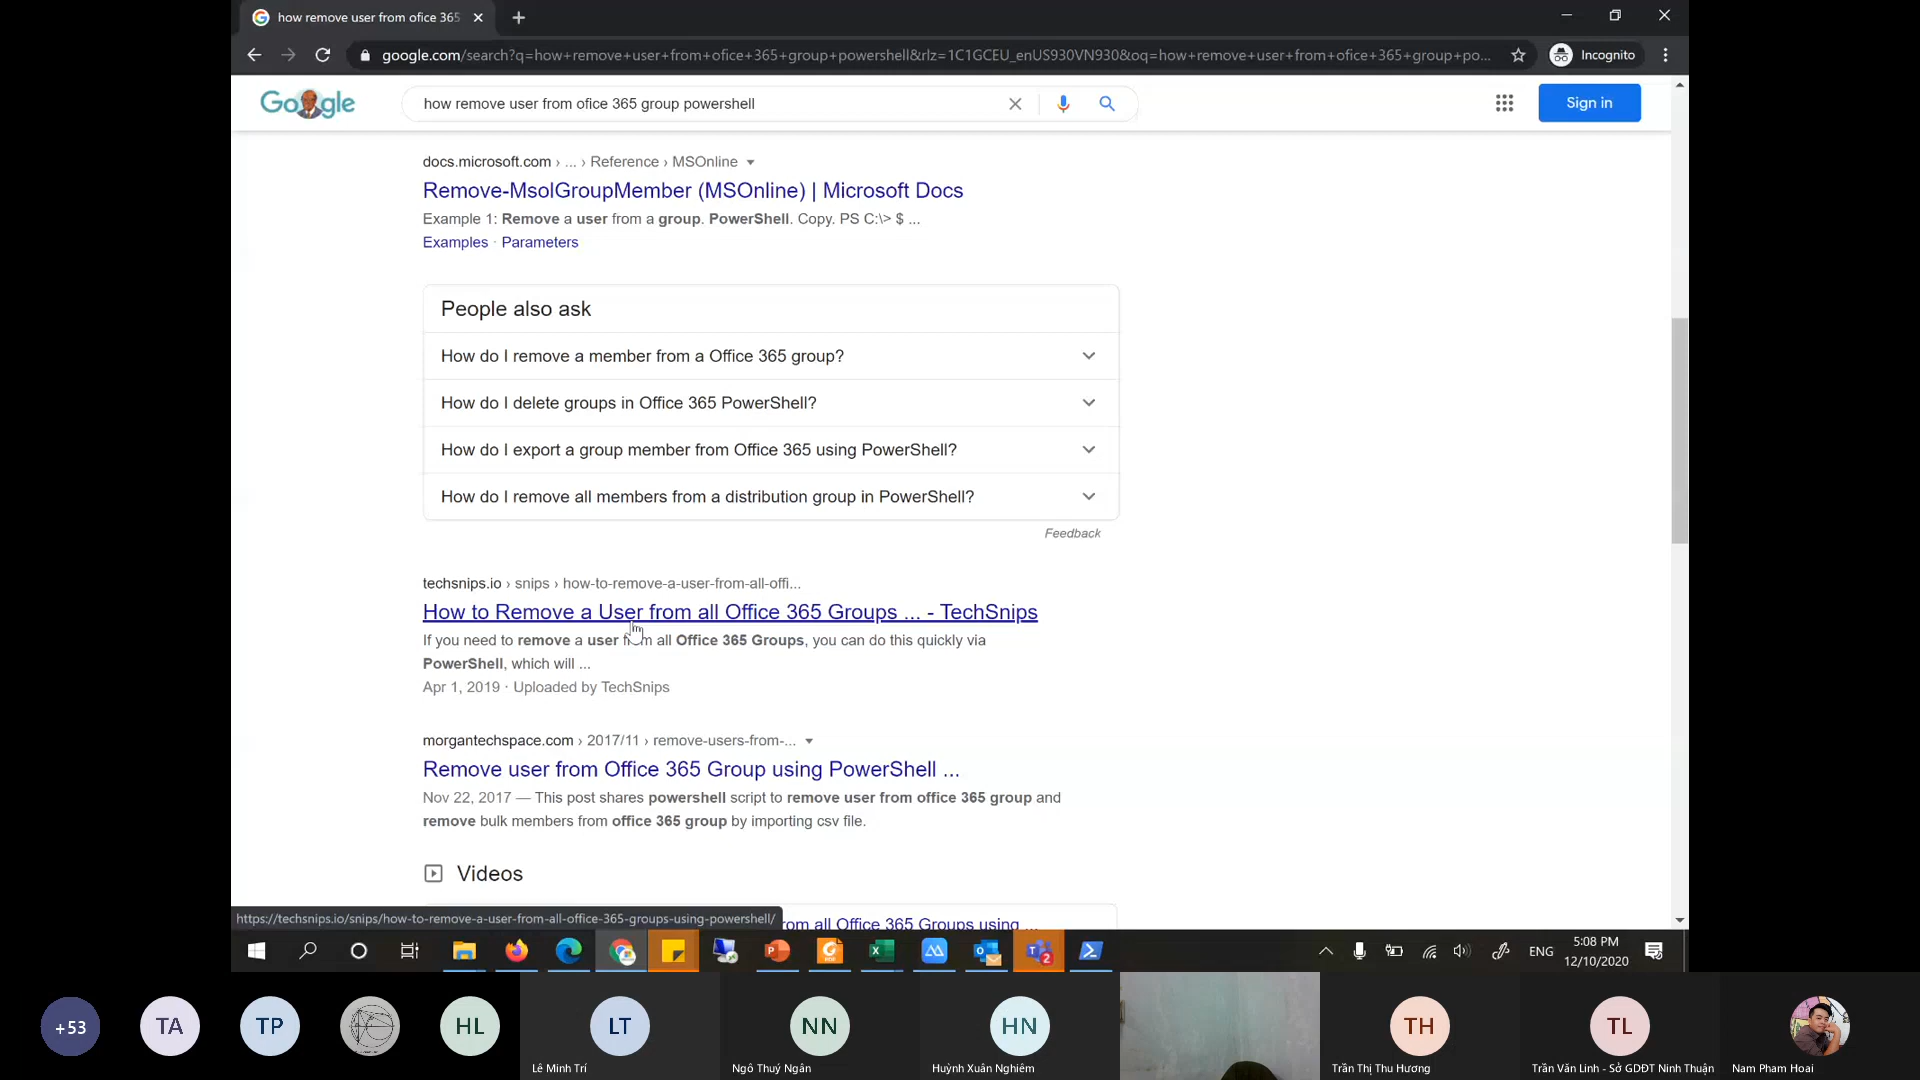 how remove user from ofice 365
Incognito
google.com/search?q=how+remove+user+from+ofice+365+group+powershell&rlz=1C1GCEU_enUS930VN930&oq=how+remove+user+from+ofice+365+group+po...
Google
how remove user from ofice 365 group powershell
Sign in
docs.microsoft.com › ... › Reference › MSOnline
Remove-MsolGroupMember (MSOnline) | Microsoft Docs
Example 1: Remove a user from a group. PowerShell. Copy. PS C:\> $ ...
Examples · Parameters
People also ask
How do I remove a member from a Office 365 group?
How do I delete groups in Office 365 PowerShell?
How do I export a group member from Office 365 using PowerShell?
How do I remove all members from a distribution group in PowerShell?
Feedback
techsnips.io › snips › how-to-remove-a-user-from-all-offi...
How to Remove a User from all Office 365 Groups ... - TechSnips
If you need to remove a user from all Office 365 Groups, you can do this quickly via
PowerShell, which will ...
Apr 1, 2019 · Uploaded by TechSnips
morgantechspace.com › 2017/11 › remove-users-from-...
Remove user from Office 365 Group using PowerShell ...
Nov 22, 2017 — This post shares powershell script to remove user from office 365 group and
remove bulk members from office 365 group by importing csv file.
Videos
https://techsnips.io/snips/how-to-remove-a-user-from-all-office-365-groups-using-powershell/
rom all Office 365 Groups using ...
ENG
5:08 PM
12/10/2020
2
+53
TA
TP
HL
LT
NN
HN
TH
TL
Lê Minh Trí
Ngô Thuý Ngân
Huỳnh Xuân Nghiêm
Trần Thị Thu Hương
Trần Văn Linh - Sở GDĐT Ninh Thuận
Nam Pham Hoai